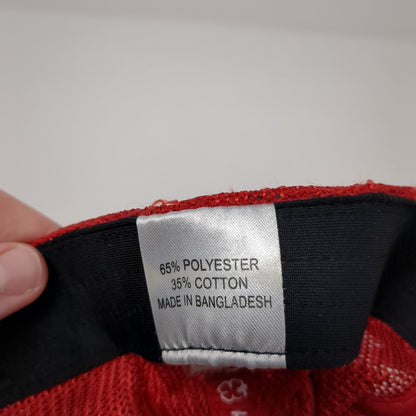 65% POLYESTER
35% COTTON
MADE IN BANGLADESH